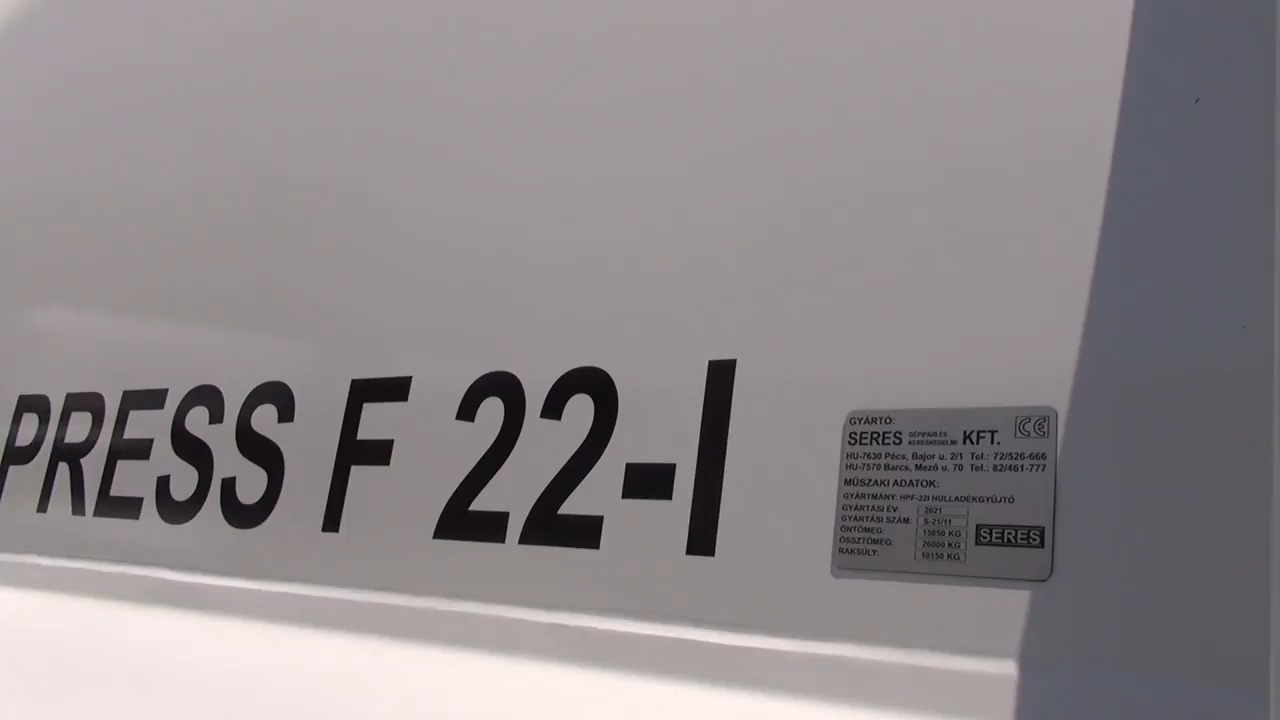 PRESS F 22-I
GYÁRTÓ:
SERES GÉPIPARI ÉS KERESKEDELMI KFT. CE
HU-7630 Pécs, Bajor u. 2/1 Tel.: 72/526-666
HU-7570 Barcs, Mező u. 70 Tel.: 82/461-777
MŰSZAKI ADATOK:
GYÁRTMÁNY: HPF-22I HULLADÉKGYŰJTŐ
GYÁRTÁSI ÉV: 2021
GYÁRTÁSI SZÁM: S-21/11
ÖNTÖMEG: 15850 KG
ÖSSZTÖMEG: 26000 KG
RAKSÚLY: 10150 KG
SERES